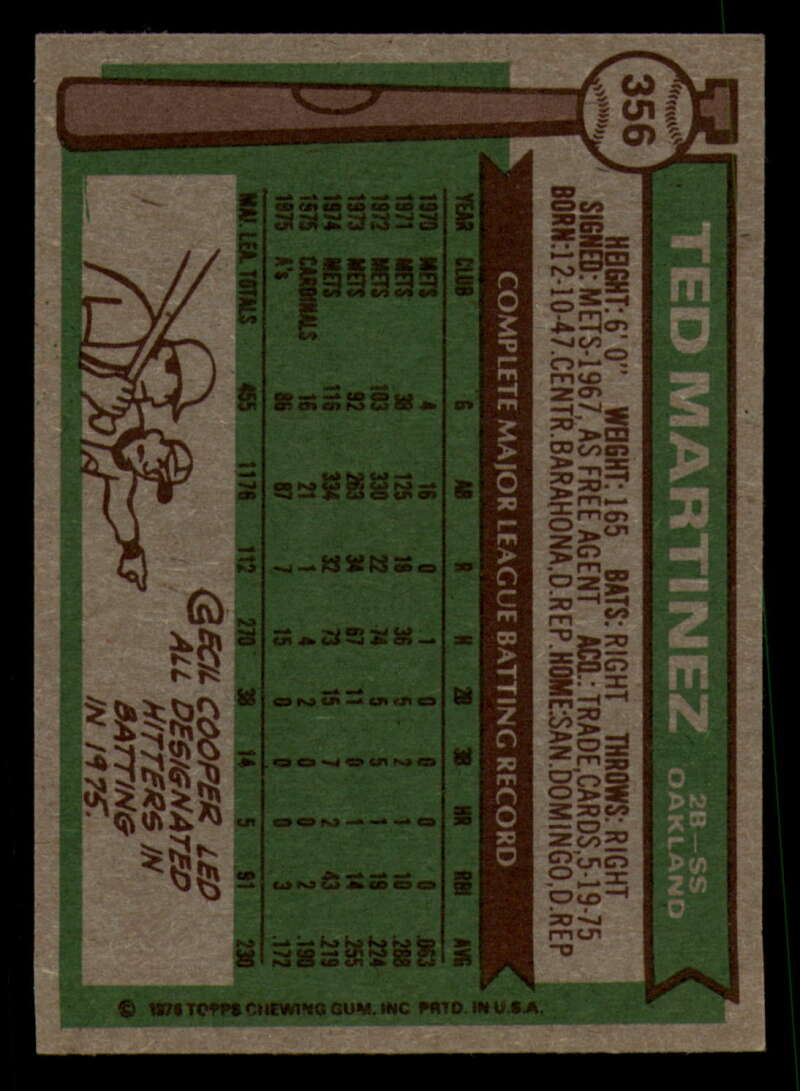 356
TED MARTINEZ
2B—SS
OAKLAND
HEIGHT: 6' 0" WEIGHT: 165 BATS: RIGHT THROWS: RIGHT
SIGNED: METS-1967, AS FREE AGENT ACQ.: TRADE, CARDS, 5-19-75
BORN: 12-10-47. CENTR. BARAHONA, D. REP. HOME: SAN. DOMINGO, D. REP
COMPLETE MAJOR LEAGUE BATTING RECORD
YEAR CLUB G AB R H 2B 3B HR RBI AVG
1970 METS 4 16 0 1 0 0 0 0 .063
1971 METS 38 125 16 36 5 2 1 10 .288
1972 METS 103 330 22 74 5 5 1 19 .224
1973 METS 92 263 34 67 11 0 1 14 .255
1974 METS 116 334 32 73 15 7 2 43 .219
1975 CARDINALS 16 21 1 4 2 0 0 2 .190
1975 A's 86 87 7 15 0 0 0 3 .172
MAJ. LEA. TOTALS 455 1176 112 270 38 14 5 91 230
CECIL COOPER LED
ALL DESIGNATED
HITTERS IN
BATTING
IN 1975.
© 1976 TOPPS CHEWING GUM, INC PRTD. IN U.S.A.